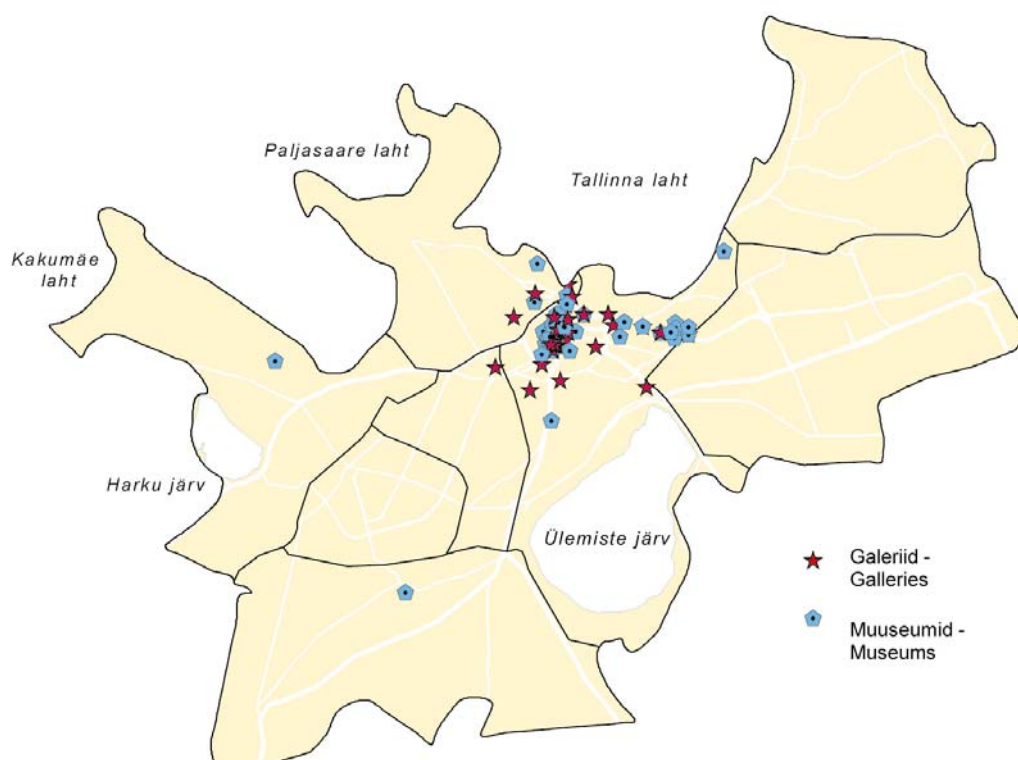 Paljasaare laht
Tallinna laht
Kakumäe
laht
Harku järv
Ülemiste järv
Galeriid -
Galleries
Muuseumid -
Museums